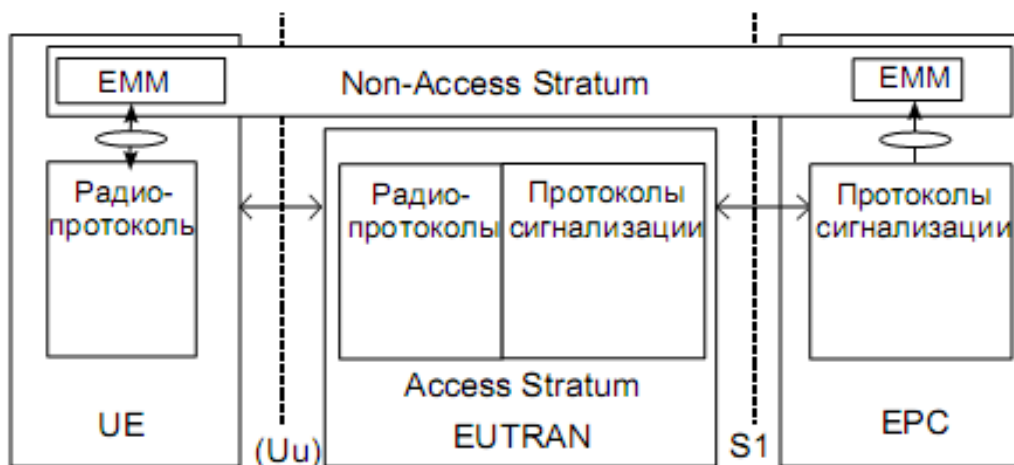 EMM
Non-Access Stratum
EMM
Радио-
протоколь
Радио-
протоколы
Протоколы
сигнализации
Протоколы
сигнализации
Access Stratum
UE
(Uu)
EUTRAN
S1
EPC